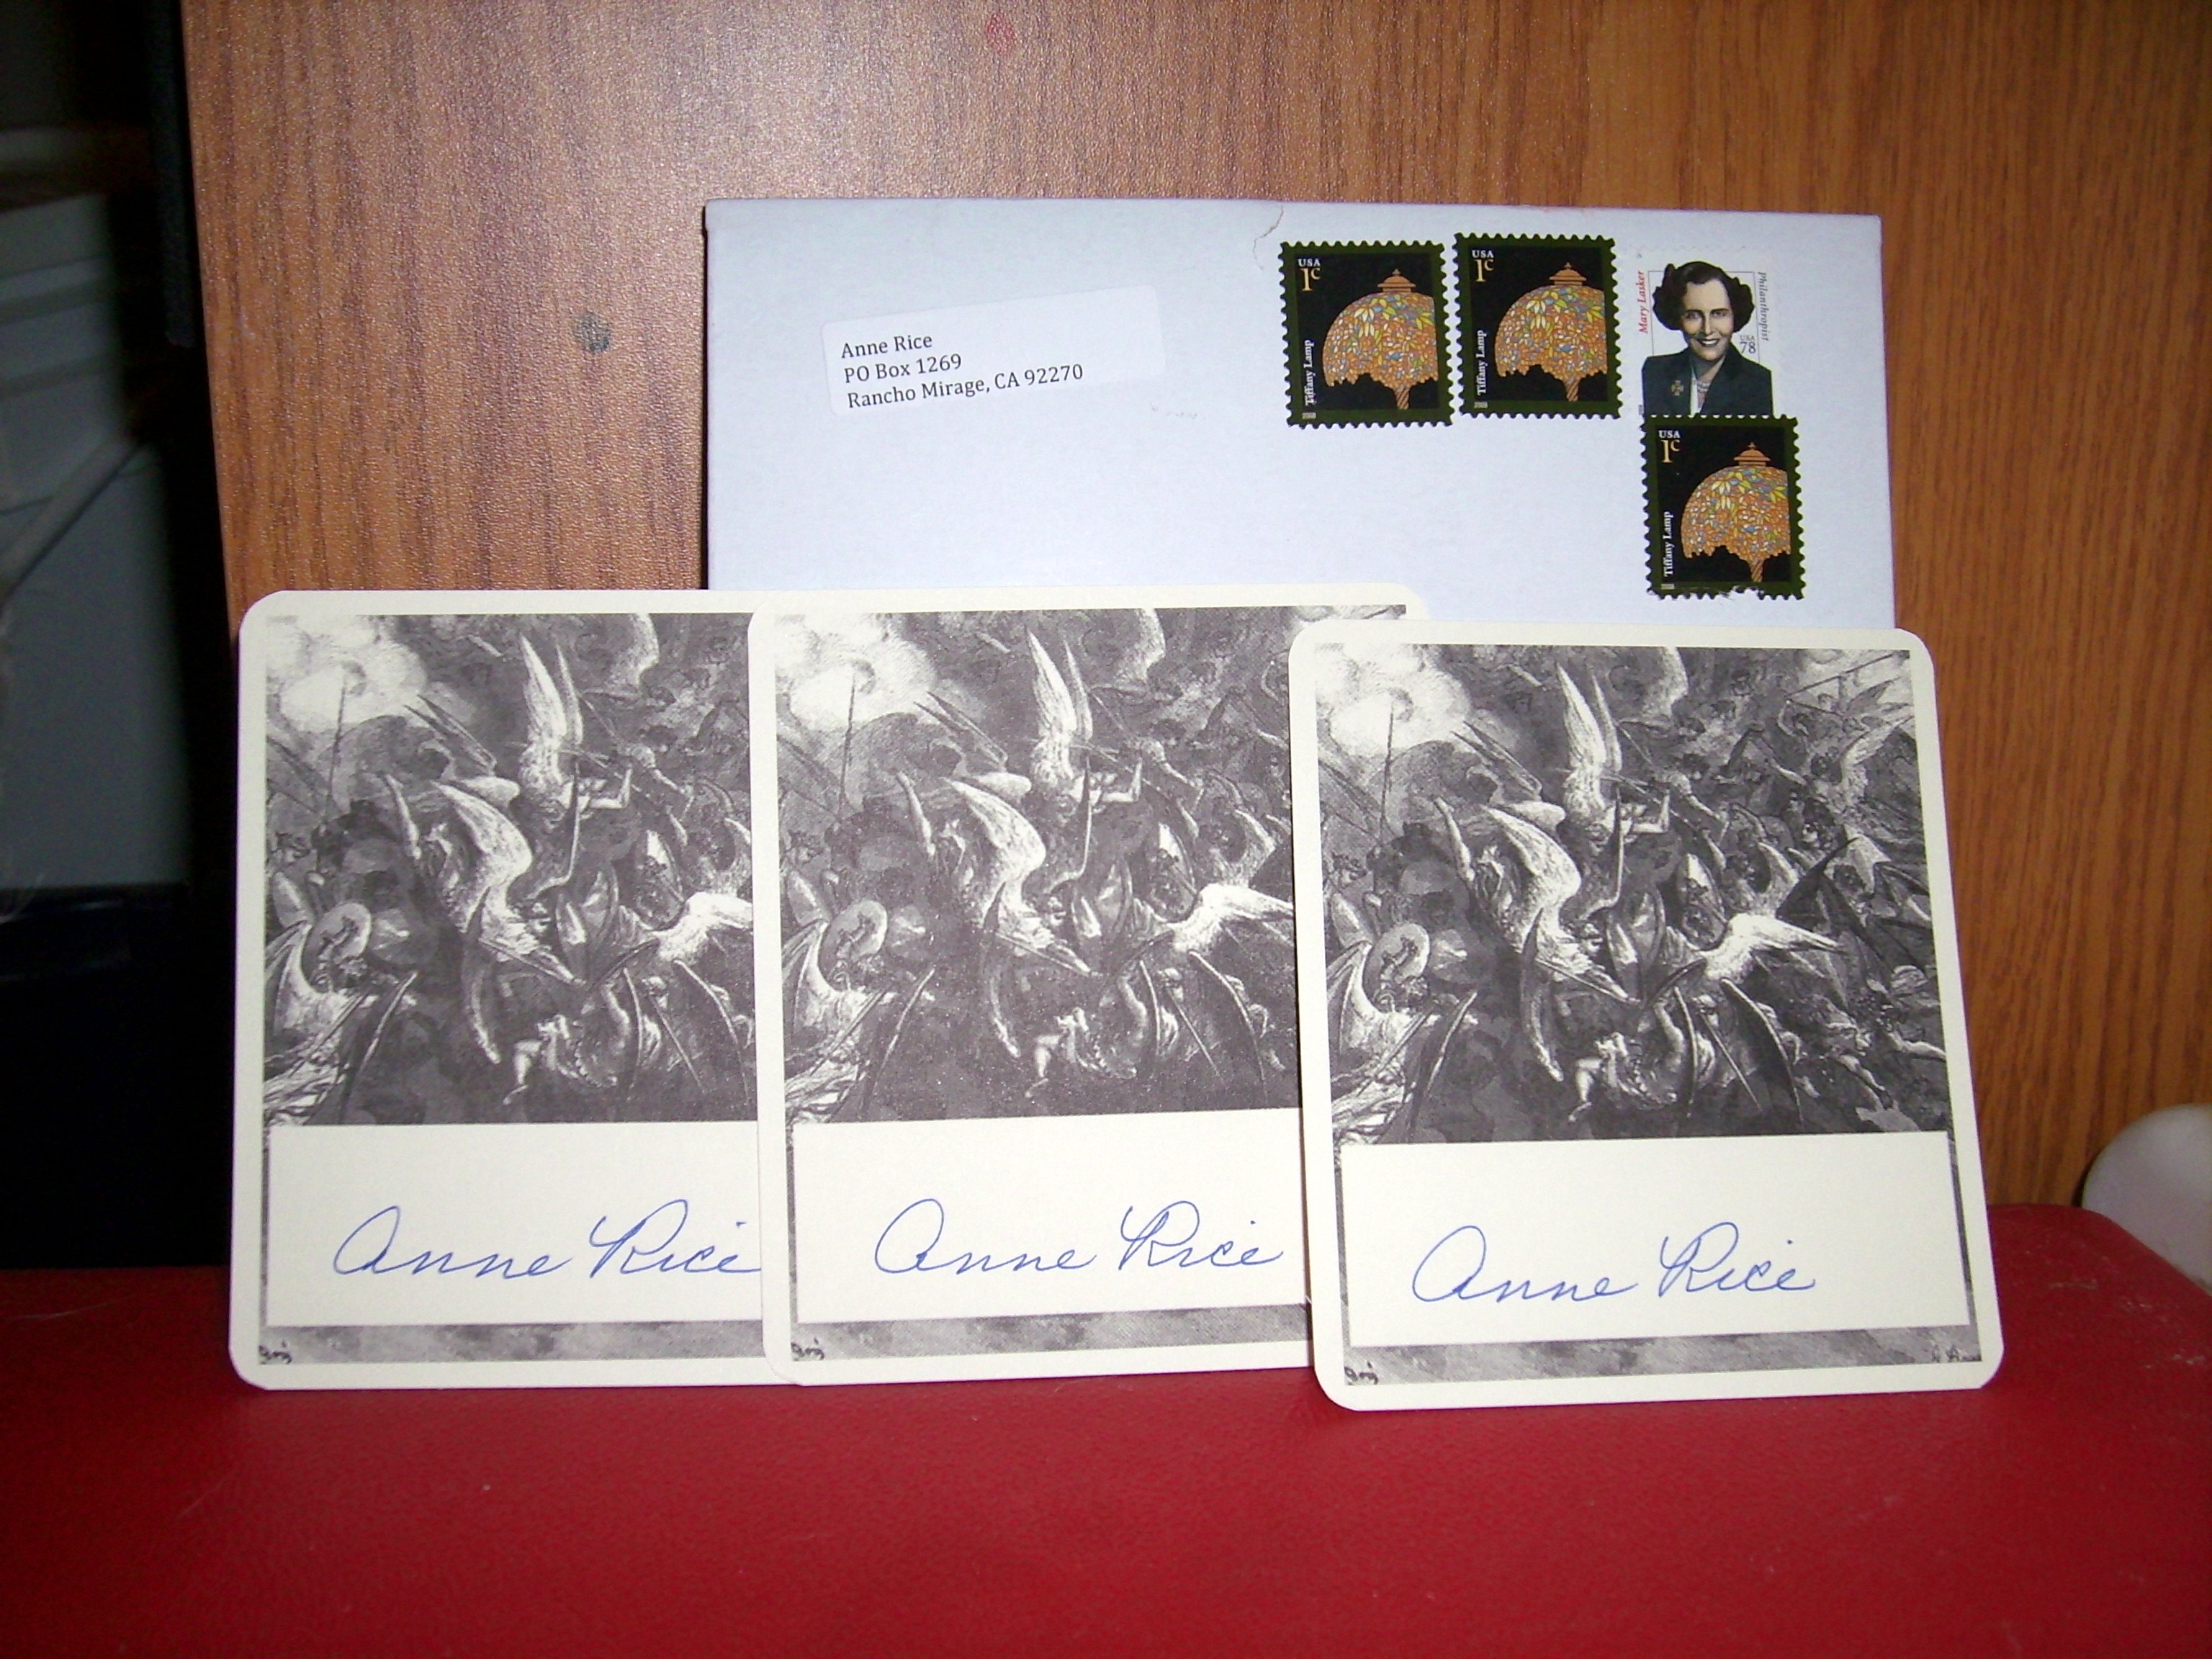 Anne Rice
PO Box 1269
Rancho Mirage, CA 92270
USA
1c
Tiffany Lamp
USA
1c
Tiffany Lamp
Mary Lasker
Philanthropist
USA
78
USA
1c
Tiffany Lamp
Anne Rice
Anne Rice
Anne Rice